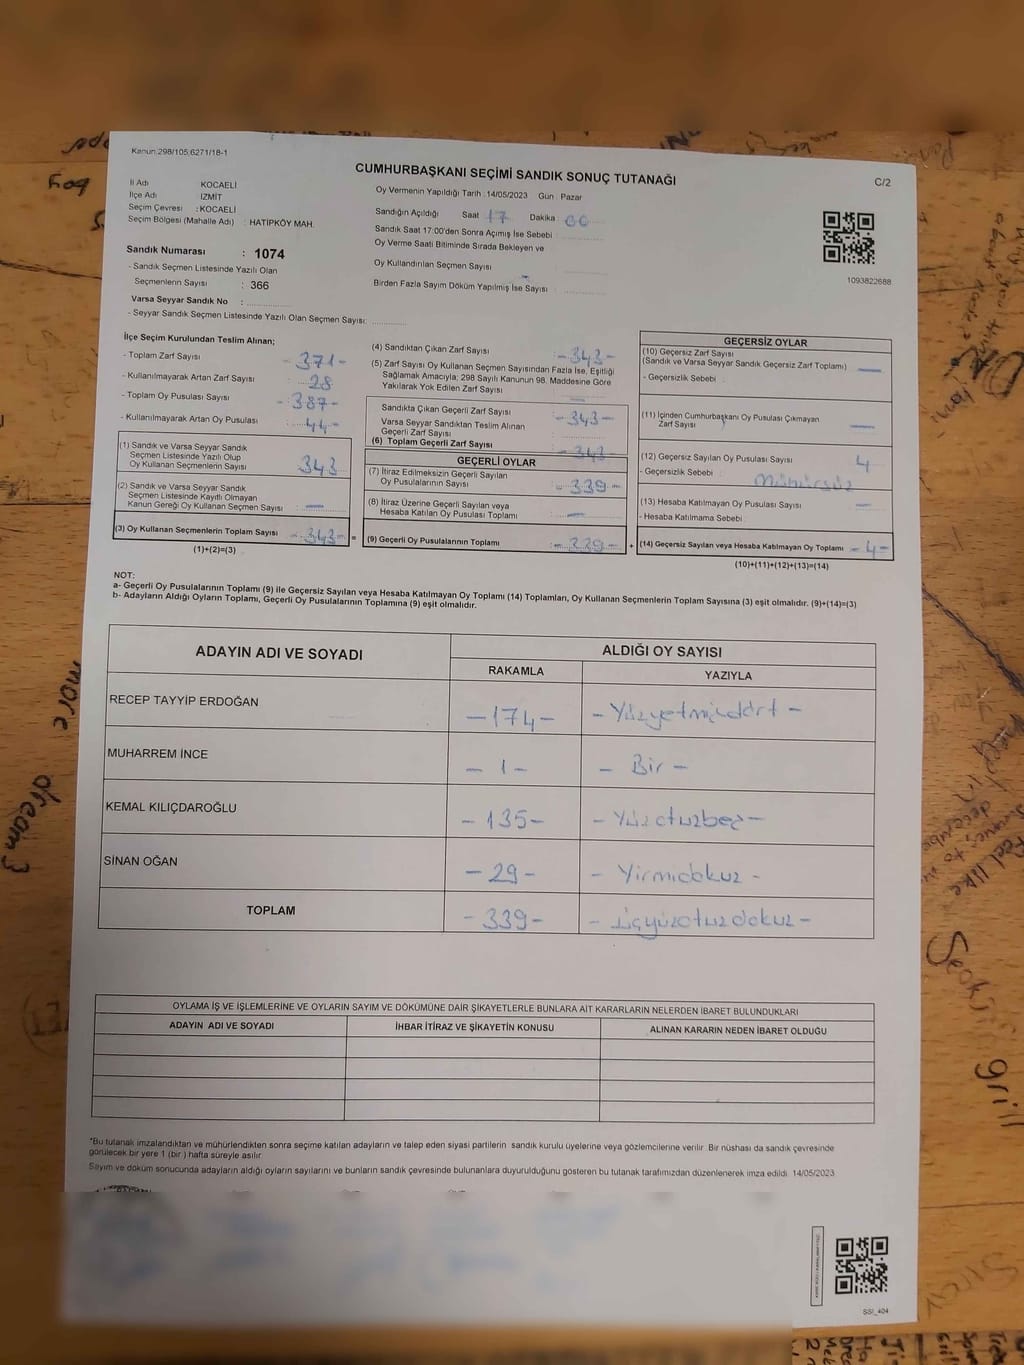 Kanun 298/105,6271/18-1
CUMHURBAŞKANI SEÇİMİ SANDIK SONUÇ TUTANAĞI
C/2
İl Adı KOCAELİ
İlçe Adı İZMİT
Seçim Çevresi : KOCAELİ
Seçim Bölgesi (Mahalle Adı) : HATİPKÖY MAH.
Oy Vermenin Yapıldığı Tarih : 14/05/2023 Gün : Pazar
Sandığın Açıldığı Saat 17 Dakika : 00
Sandık Saat 17:00'den Sonra Açımış İse Sebebi :
Oy Verme Saati Bitiminde Sırada Bekleyen ve
Oy Kullandırılan Seçmen Sayısı
Birden Fazla Sayım Döküm Yapılmış İse Sayısı :
1093822688
Sandık Numarası : 1074
- Sandık Seçmen Listesinde Yazılı Olan
Seçmenlerin Sayısı : 366
Varsa Seyyar Sandık No :
- Seyyar Sandık Seçmen Listesinde Yazılı Olan Seçmen Sayısı:
İlçe Seçim Kurulundan Teslim Alınan;
- Toplam Zarf Sayısı - 371 -
- Kullanılmayarak Artan Zarf Sayısı 28
- Toplam Oy Pusulası Sayısı - 387 -
- Kullanılmayarak Artan Oy Pusulası 44 -
(1) Sandık ve Varsa Seyyar Sandık
Seçmen Listesinde Yazılı Olup
Oy Kullanan Seçmenlerin Sayısı 343
(2) Sandık ve Varsa Seyyar Sandık
Seçmen Listesinde Kayıtlı Olmayan
Kanun Gereği Oy Kullanan Seçmen Sayısı : —
(3) Oy Kullanan Seçmenlerin Toplam Sayısı - 343 - =
(1)+(2)=(3)
(4) Sandıktan Çıkan Zarf Sayısı : - 343 -
(5) Zarf Sayısı Oy Kullanan Seçmen Sayısından Fazla İse, Eşitliği
Sağlamak Amacıyla; 298 Sayılı Kanunun 98. Maddesine Göre
Yakılarak Yok Edilen Zarf Sayısı : —
Sandıkta Çıkan Geçerli Zarf Sayısı : - 343 -
Varsa Seyyar Sandıktan Teslim Alınan
Geçerli Zarf Sayısı
(6) Toplam Geçerli Zarf Sayısı - 343 -
GEÇERLİ OYLAR
(7) İtiraz Edilmeksizin Geçerli Sayılan
Oy Pusulalarının Sayısı : - 339 -
(8) İtiraz Üzerine Geçerli Sayılan veya
Hesaba Katılan Oy Pusulası Toplamı : —
(9) Geçerli Oy Pusulalarının Toplamı : - 339 - +
GEÇERSİZ OYLAR
(10) Geçersiz Zarf Sayısı
(Sandık ve Varsa Seyyar Sandık Geçersiz Zarf Toplamı) —
- Geçersizlik Sebebi :
(11) İçinden Cumhurbaşkanı Oy Pusulası Çıkmayan
Zarf Sayısı —
(12) Geçersiz Sayılan Oy Pusulası Sayısı 4
- Geçersizlik Sebebi : Mühürsüz
(13) Hesaba Katılmayan Oy Pusulası Sayısı —
- Hesaba Katılmama Sebebi :
(14) Geçersiz Sayılan veya Hesaba Katılmayan Oy Toplamı - 4 -
(10)+(11)+(12)+(13)=(14)
NOT:
a- Geçerli Oy Pusulalarının Toplamı (9) ile Geçersiz Sayılan veya Hesaba Katılmayan Oy Toplamı (14) Toplamları, Oy Kullanan Seçmenlerin Toplam Sayısına (3) eşit olmalıdır. (9)+(14)=(3)
b- Adayların Aldığı Oyların Toplamı, Geçerli Oy Pusulalarının Toplamına (9) eşit olmalıdır.
ADAYIN ADI VE SOYADI
ALDIĞI OY SAYISI
RAKAMLA YAZIYLA
RECEP TAYYİP ERDOĞAN - 174 - - Yüzyetmişdört -
MUHARREM İNCE - 1 - - Bir -
KEMAL KILIÇDAROĞLU - 135 - - Yüzotuzbeş -
SİNAN OĞAN - 29 - - Yirmidokuz -
TOPLAM - 339 - - Üçyüzotuzdokuz -
OYLAMA İŞ VE İŞLEMLERİNE VE OYLARIN SAYIM VE DÖKÜMÜNE DAİR ŞİKAYETLERLE BUNLARA AİT KARARLARIN NELERDEN İBARET BULUNDUKLARI
ADAYIN ADI VE SOYADI İHBAR İTİRAZ VE ŞİKAYETİN KONUSU ALINAN KARARIN NEDEN İBARET OLDUĞU
*Bu tutanak imzalandıktan ve mühürlendikten sonra seçime katılan adayların ve talep eden siyasi partilerin sandık kurulu üyelerine veya gözlemcilerine verilir. Bir nüshası da sandık çevresinde
görülecek bir yere 1 (bir) hafta süreyle asılır.
Sayım ve döküm sonucunda adayların aldığı oyların sayılarını ve bunların sandık çevresinde bulunanlara duyurulduğunu gösteren bu tutanak tarafımızdan düzenlenerek imza edildi. 14/05/2023
SSI_404
boy
more
dream
Feel like
grill